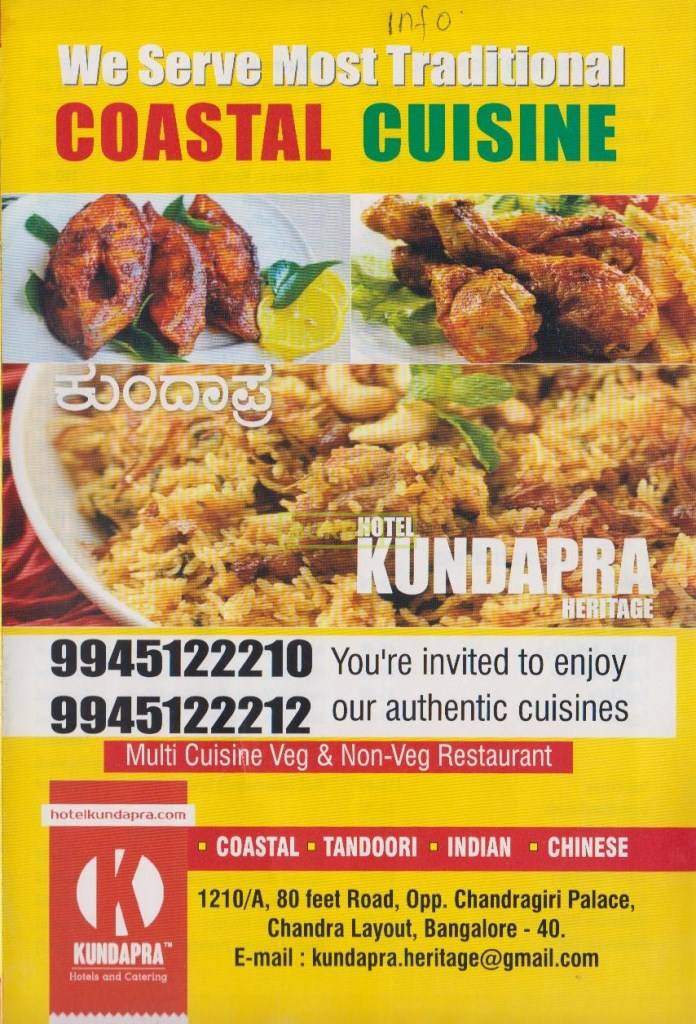 info.
We Serve Most Traditional
COASTAL CUISINE
ಕುಂದಾಪ್ರ
HOTEL
KUNDAPRA
HERITAGE
9945122210
9945122212
You're invited to enjoy
our authentic cuisines
Multi Cuisine Veg & Non-Veg Restaurant
hotelkundapra.com
▪ COASTAL ▪ TANDOORI ▪ INDIAN ▪ CHINESE
K
KUNDAPRA™
Hotels and Catering
1210/A, 80 feet Road, Opp. Chandragiri Palace,
Chandra Layout, Bangalore - 40.
E-mail : kundapra.heritage@gmail.com